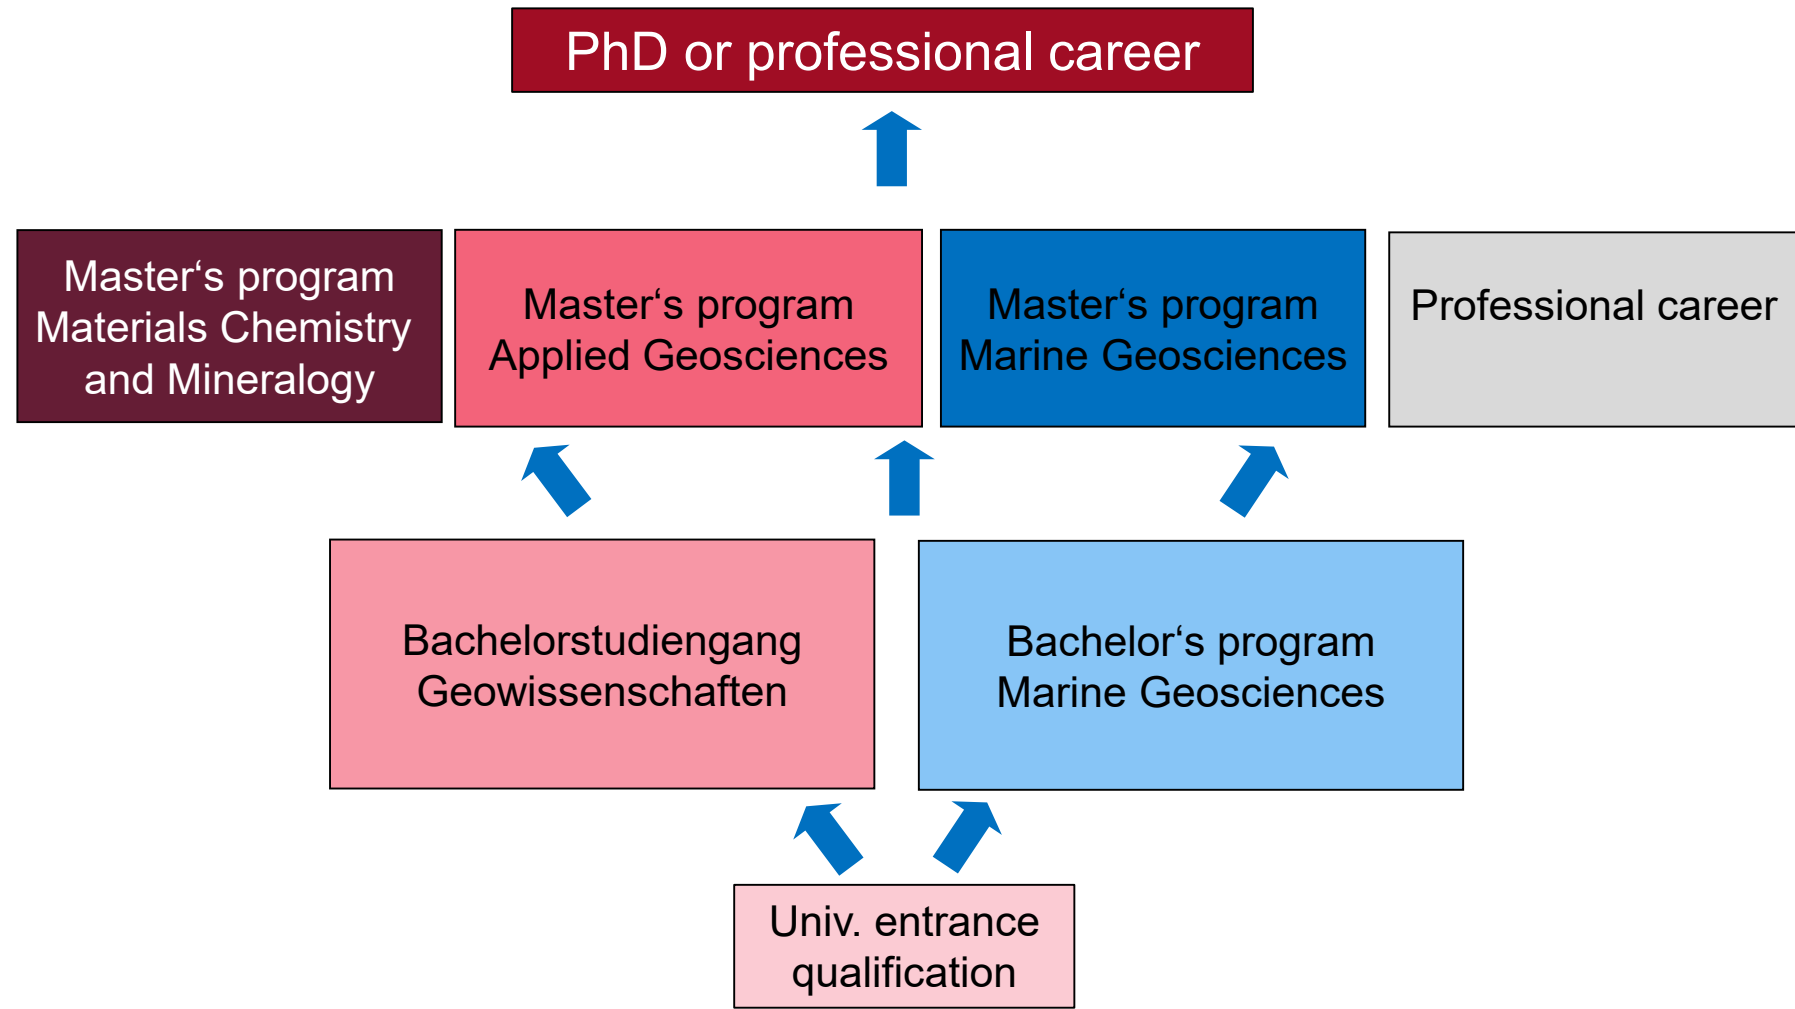 PhD or professional career
Master‘s program
Materials Chemistry
and Mineralogy
Master‘s program
Applied Geosciences
Master‘s program
Marine Geosciences
Professional career
Bachelorstudiengang
Geowissenschaften
Bachelor‘s program
Marine Geosciences
Univ. entrance
qualification